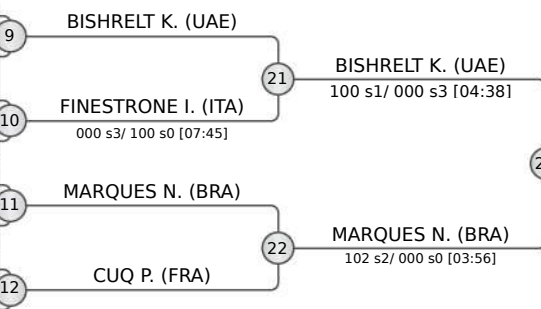 9
BISHRELT K. (UAE)
21
BISHRELT K. (UAE)
100 s1/ 000 s3 [04:38]
10
FINESTRONE I. (ITA)
000 s3/ 100 s0 [07:45]
11
MARQUES N. (BRA)
22
MARQUES N. (BRA)
102 s2/ 000 s0 [03:56]
12
CUQ P. (FRA)